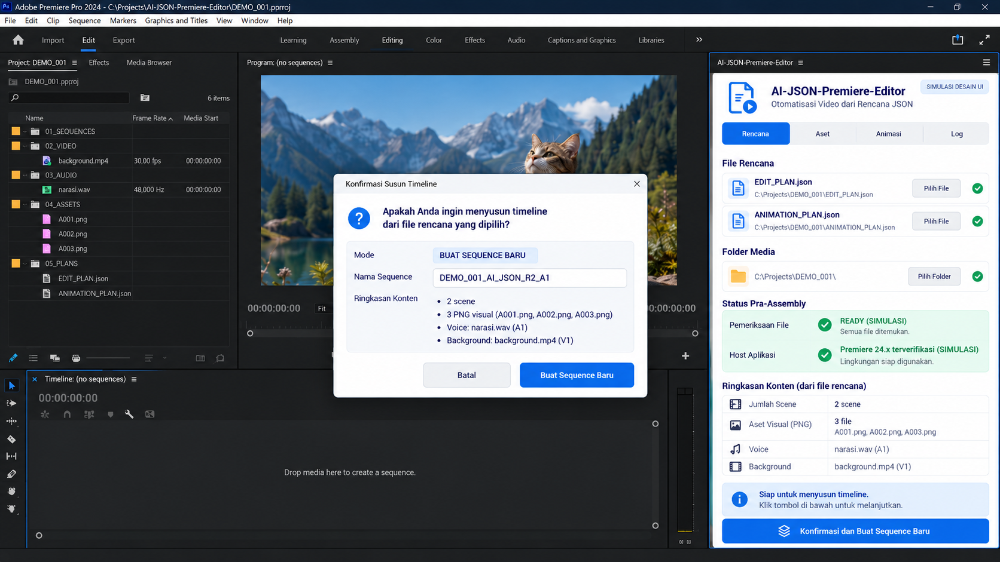 Adobe Premiere Pro 2024 - C:\Projects\AI-JSON-Premiere-Editor\DEMO_001,pprroj
File Edit Clip Sequence Markers Graphics and Titles View Window Help
Import Edit Export
Learning Assembly Editing Color Effects Audio Captions and Graphics Libraries
Project: DEMO_001 Effects Media Browser
DEMO_001.pprroj
6 items
Name Frame Rate Media Start
01_SEQUENCES
02_VIDEO
background.mp4 30,00 fps 00:00:00:00
03_AUDIO
narasi.wav 48,000 Hz 00:00:00:00
04_ASSETS
A001.png
A002.png
A003.png
05_PLANS
EDIT_PLAN.json
ANIMATION_PLAN.json
Program: (no sequences)
00:00:00:00 Fit
00:00:00:00
Konfirmasi Susun Timeline
Apakah Anda ingin menyusun timeline
dari file rencana yang dipilih?
Mode BUAT SEQUENCE BARU
Nama Sequence DEMO_001_AI_JSON_R2_A1
Ringkasan Konten
• 2 scene
• 3 PNG visual (A001.png, A002.png, A003.png)
• Voice: narasi.wav (A1)
• Background: background.mp4 (V1)
Batal Buat Sequence Baru
Timeline: (no sequences)
00:00:00:00
Drop media here to create a sequence.
AI-JSON-Premiere-Editor
SIMULASI DESAIN UI
AI-JSON-Premiere-Editor
Otomatisasi Video dari Rencana JSON
Rencana Aset Animasi Log
File Rencana
EDIT_PLAN.json
C:\Projects\DEMO_001\EDIT_PLAN.json
Pilih File
ANIMATION_PLAN.json
C:\Projects\DEMO_001\ANIMATION_PLAN.json
Pilih File
Folder Media
C:\Projects\DEMO_001\ Pilih Folder
Status Pra-Assembly
Pemeriksaan File READY (SIMULASI)
Semua file ditemukan.
Host Aplikasi Premiere 24.x terverifikasi (SIMULASI)
Lingkungan siap digunakan.
Ringkasan Konten (dari file rencana)
Jumlah Scene 2 scene
Aset Visual (PNG) 3 file
A001.png, A002.png, A003.png
Voice narasi.wav (A1)
Background background.mp4 (V1)
Siap untuk menyusun timeline.
Klik tombol di bawah untuk melanjutkan.
Konfirmasi dan Buat Sequence Baru